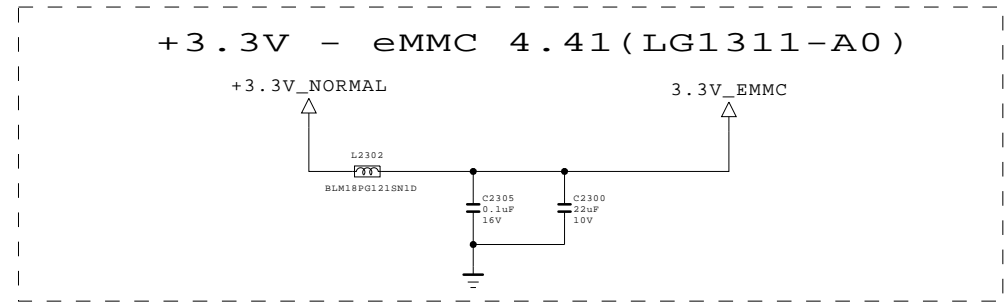 +3.3V - eMMC 4.41(LG1311-A0)
+3.3V_NORMAL
3.3V_EMMC
L2302
BLM18PG121SN1D
C2305
0.1uF
16V
C2300
22uF
10V